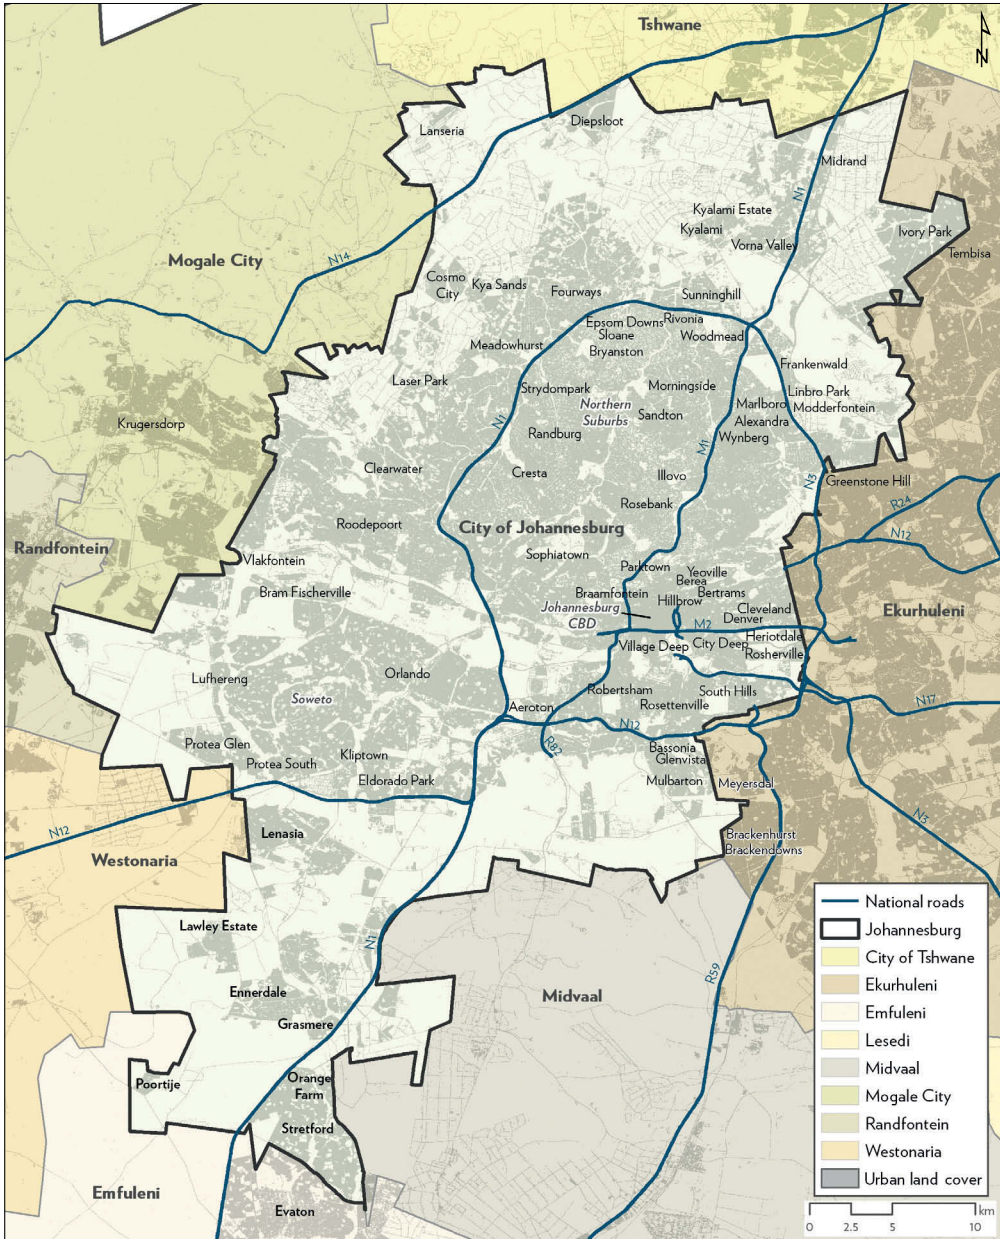 Tshwane
N
Lanseria
Diepsloot
Midrand
N1
Kyalami Estate
Kyalami
Ivory Park
Vorna Valley
Tembisa
Mogale City
N14
Cosmo
City
Kya Sands
Fourways
Sunninghill
Epsom Downs
Rivonia
Sloane
Woodmead
Meadowhurst
Bryanston
Frankenwald
Laser Park
Strydompark
Morningside
Linbro Park
Northern
Suburbs
Marlboro
Modderfontein
Sandton
Alexandra
Krugersdorp
N1
Randburg
Wynberg
M1
Clearwater
Cresta
Illovo
N3
Greenstone Hill
Rosebank
R24
Roodepoort
City of Johannesburg
N12
Randfontein
Sophiatown
Vlakfontein
Parktown
Yeoville
Berea
Bram Fischerville
Braamfontein
Bertrams
Hillbrow
Johannesburg
CBD
Cleveland
Denver
Ekurhuleni
M2
Heriotdale
Village Deep
City Deep
Rosherville
Lufhereng
Orlando
Soweto
Robertsham
South Hills
N17
Aeroton
Rosettenville
N12
R82
Protea Glen
Bassonia
Kliptown
Glenvista
Protea South
Eldorado Park
Mulbarton
Meyersdal
N12
Lenasia
N3
Brackenhurst
Brackendowns
Westonaria
Lawley Estate
N1
R59
Ennerdale
Midvaal
Grasmere
Poortije
Orange
Farm
Stretford
Emfuleni
Evaton
National roads
Johannesburg
City of Tshwane
Ekurhuleni
Emfuleni
Lesedi
Midvaal
Mogale City
Randfontein
Westonaria
Urban land cover
km
0 2.5 5 10